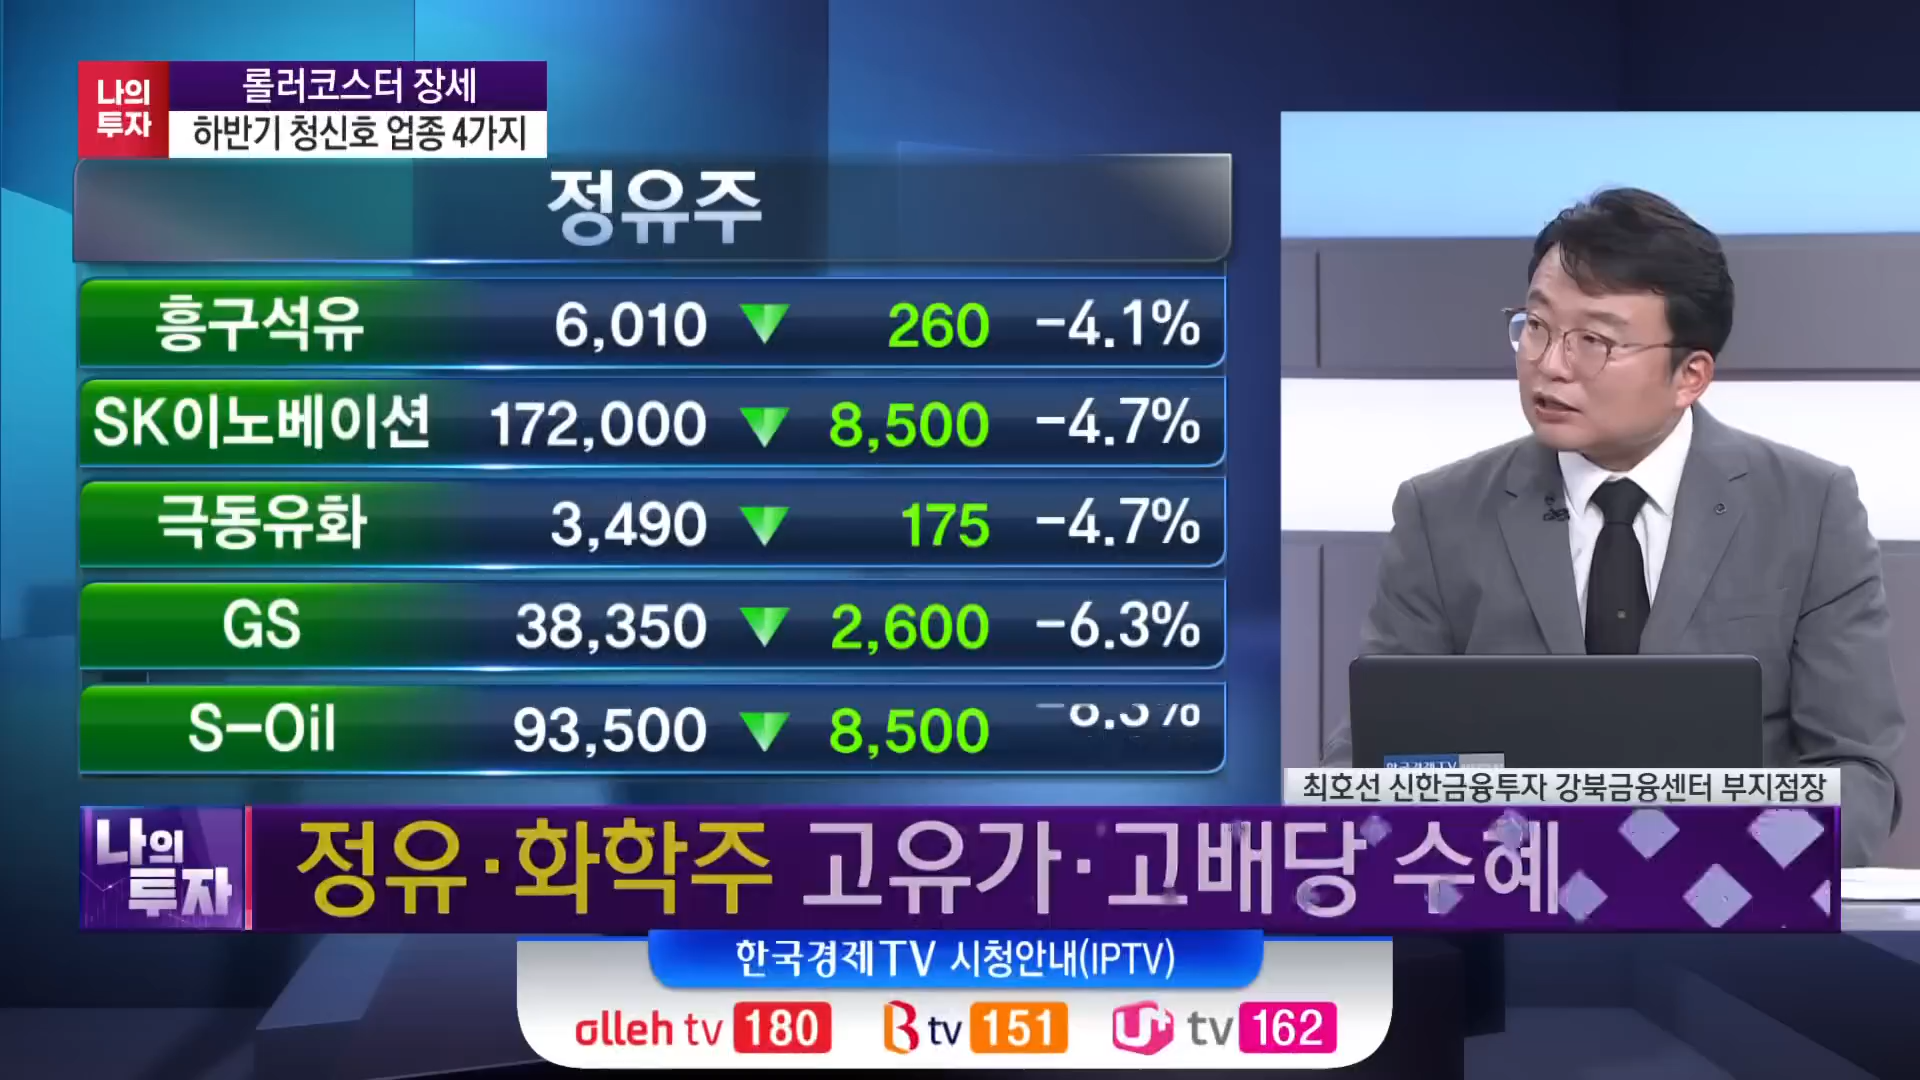 나의
투자
롤러코스터 장세
하반기 청신호 업종 4가지
정유주
흥구석유 6,010 ▼ 260 -4.1%
SK이노베이션 172,000 ▼ 8,500 -4.7%
극동유화 3,490 ▼ 175 -4.7%
GS 38,350 ▼ 2,600 -6.3%
S-Oil 93,500 ▼ 8,500
한국경제TV
최호선 신한금융투자 강북금융센터 부지점장
나의
투자
정유·화학주 고유가·고배당 수혜
한국경제TV 시청안내(IPTV)
olleh tv 180 B tv 151 U+ tv 162